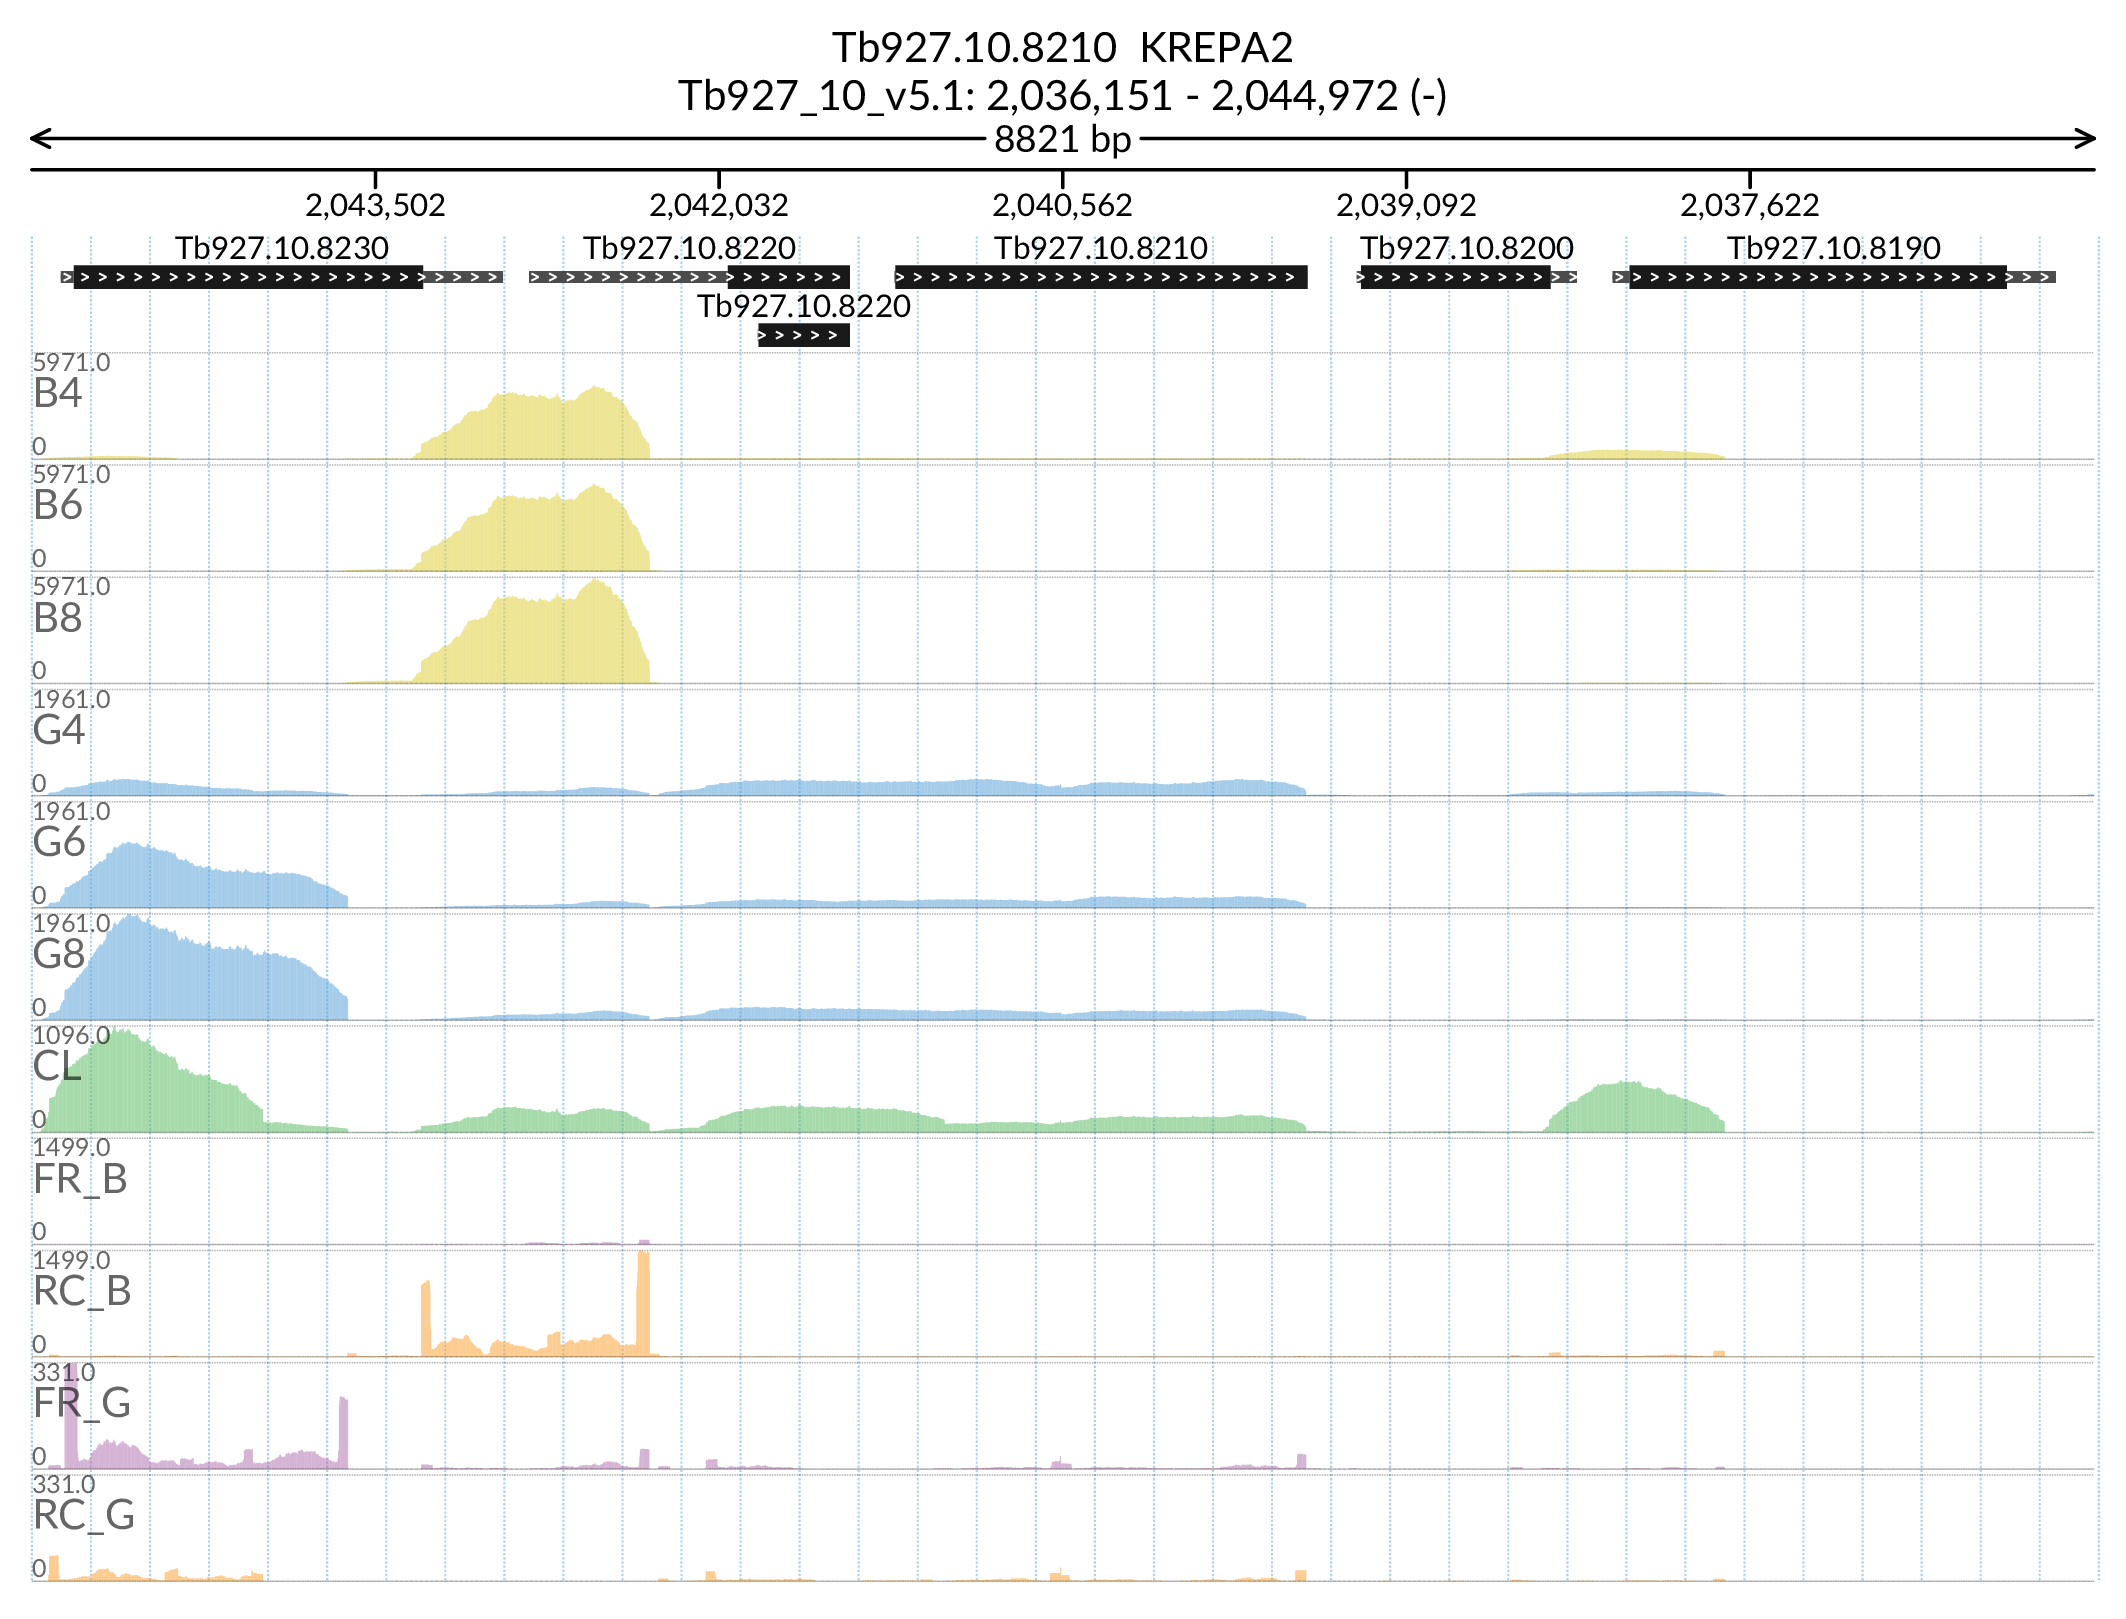 Tb927.10.8210 KREPA2
Tb927_10_v5.1: 2,036,151 - 2,044,972 (-)
8821 bp
2,043,502 2,042,032 2,040,562 2,039,092 2,037,622
Tb927.10.8230 Tb927.10.8220 Tb927.10.8210 Tb927.10.8200 Tb927.10.8190
Tb927.10.8220
5971.0
B4
0
5971.0
B6
0
5971.0
B8
0
1961.0
G4
0
1961.0
G6
0
1961.0
G8
0
1096.0
CL
0
1499.0
FR_B
0
1499.0
RC_B
0
331.0
FR_G
0
331.0
RC_G
0